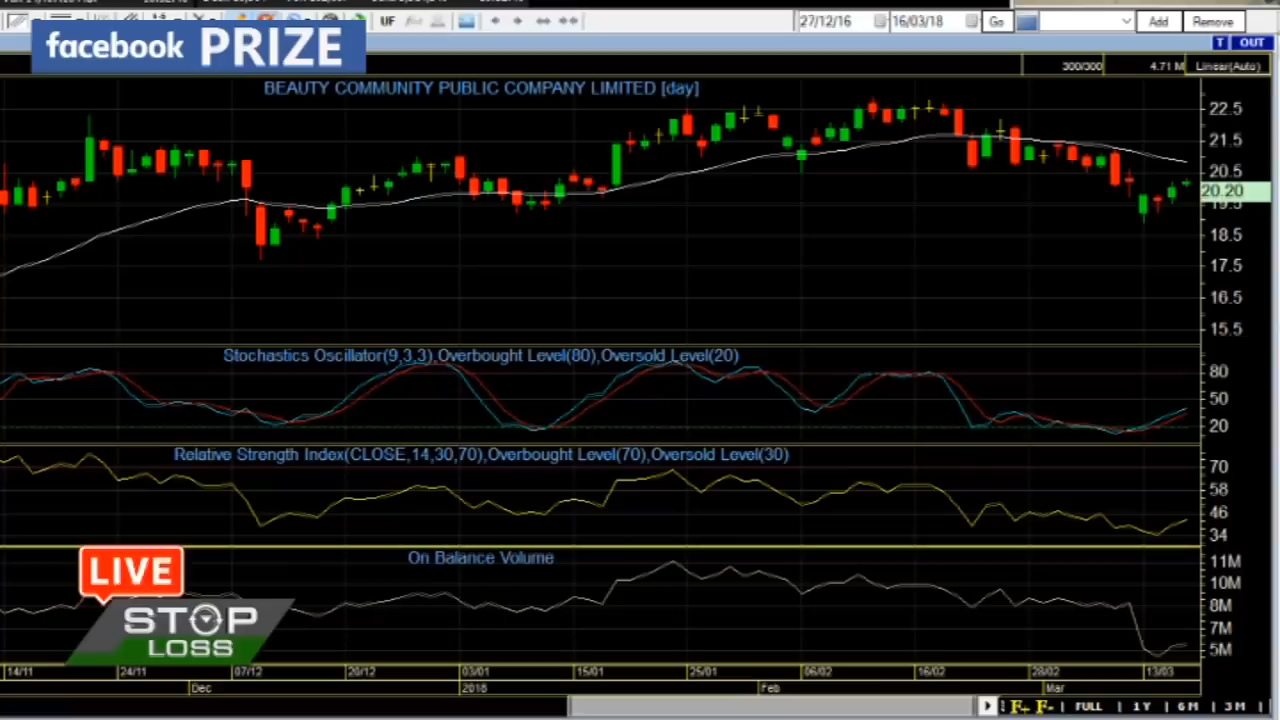 UF
27/12/16
16/03/18
Go
Add
Remove
facebook PRIZE
T
OUT
300/300
4.71 M
Linear(Auto)
BEAUTY COMMUNITY PUBLIC COMPANY LIMITED [day]
22.5
21.5
20.5
20.20
19.5
18.5
17.5
16.5
15.5
Stochastics Oscillator(9,3,3),Overbought Level(80),Oversold Level(20)
80
50
20
Relative Strength Index(CLOSE,14,30,70),Overbought Level(70),Oversold Level(30)
70
58
46
34
On Balance Volume
11M
10M
8M
7M
5M
LIVE
STOP
LOSS
14/11
24/11
07/12
20/12
03/01
15/01
25/01
06/02
16/02
28/02
13/03
Dec
2018
Feb
Mar
F+ F- | FULL | 1 Y | 6 M | 3 M |